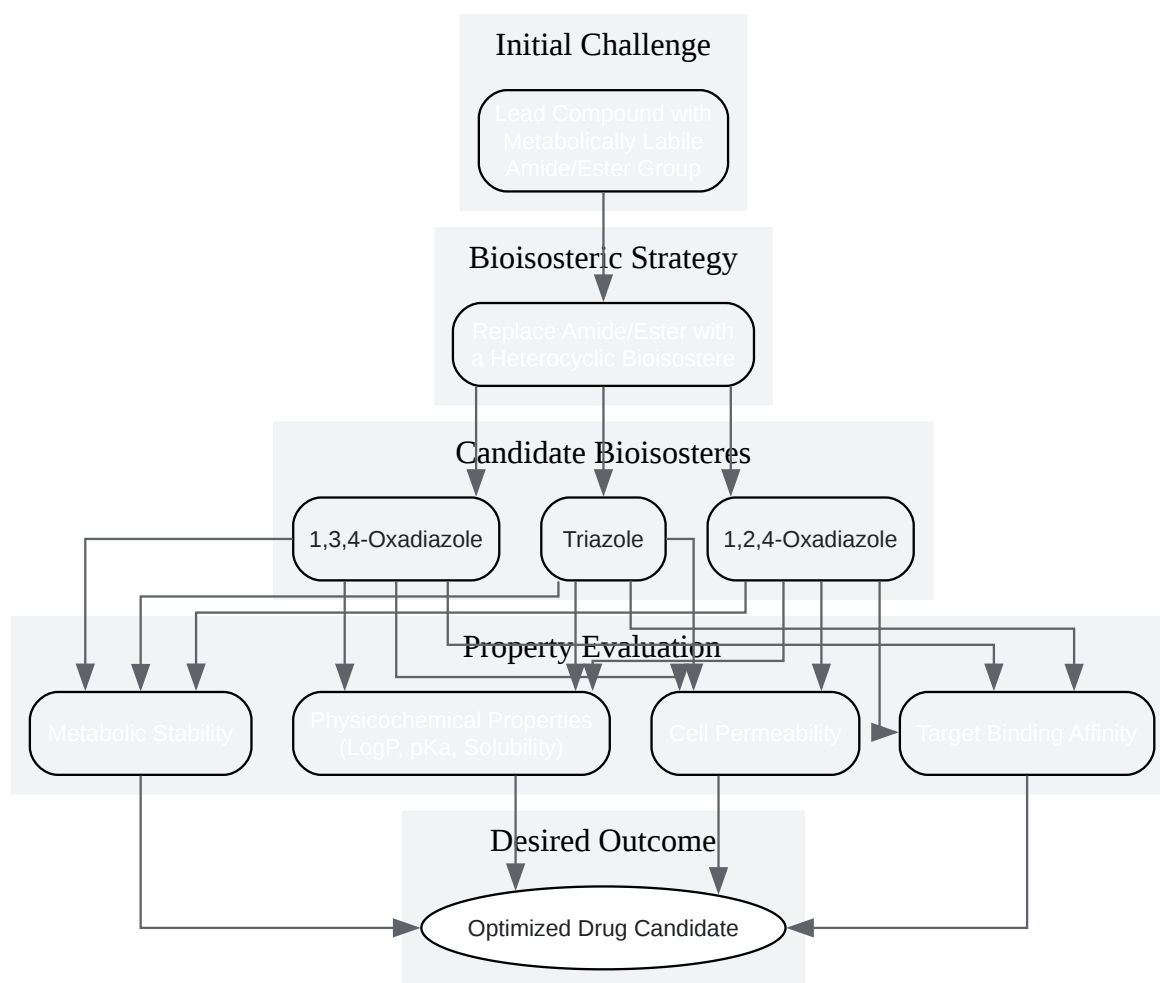 Initial Challenge
Lead Compound with
Metabolically Labile
Amide/Ester Group
Bioisosteric Strategy
Replace Amide/Ester with
a Heterocyclic Bioisostere
Candidate Bioisosteres
1,3,4-Oxadiazole
Triazole
1,2,4-Oxadiazole
Property Evaluation
Metabolic Stability
Physicochemical Properties
(LogP, pKa, Solubility)
Cell Permeability
Target Binding Affinity
Desired Outcome
Optimized Drug Candidate